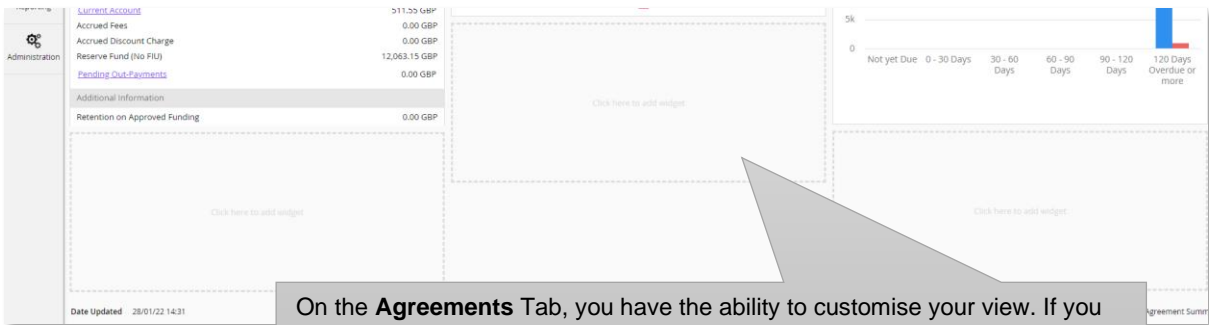 Reporting
Administration
Current Account 511.55 GBP
Accrued Fees 0.00 GBP
Accrued Discount Charge 0.00 GBP
Reserve Fund (No FIU) 12,063.15 GBP
Pending Out-Payments 0.00 GBP
Additional Information
Retention on Approved Funding 0.00 GBP
Click here to add widget
Date Updated 28/01/22 14:31
Click here to add widget
5k
0
Not yet Due 0 - 30 Days 30 - 60 Days 60 - 90 Days 90 - 120 Days 120 Days Overdue or more
Click here to add widget
On the Agreements Tab, you have the ability to customise your view. If you
Agreement Summ